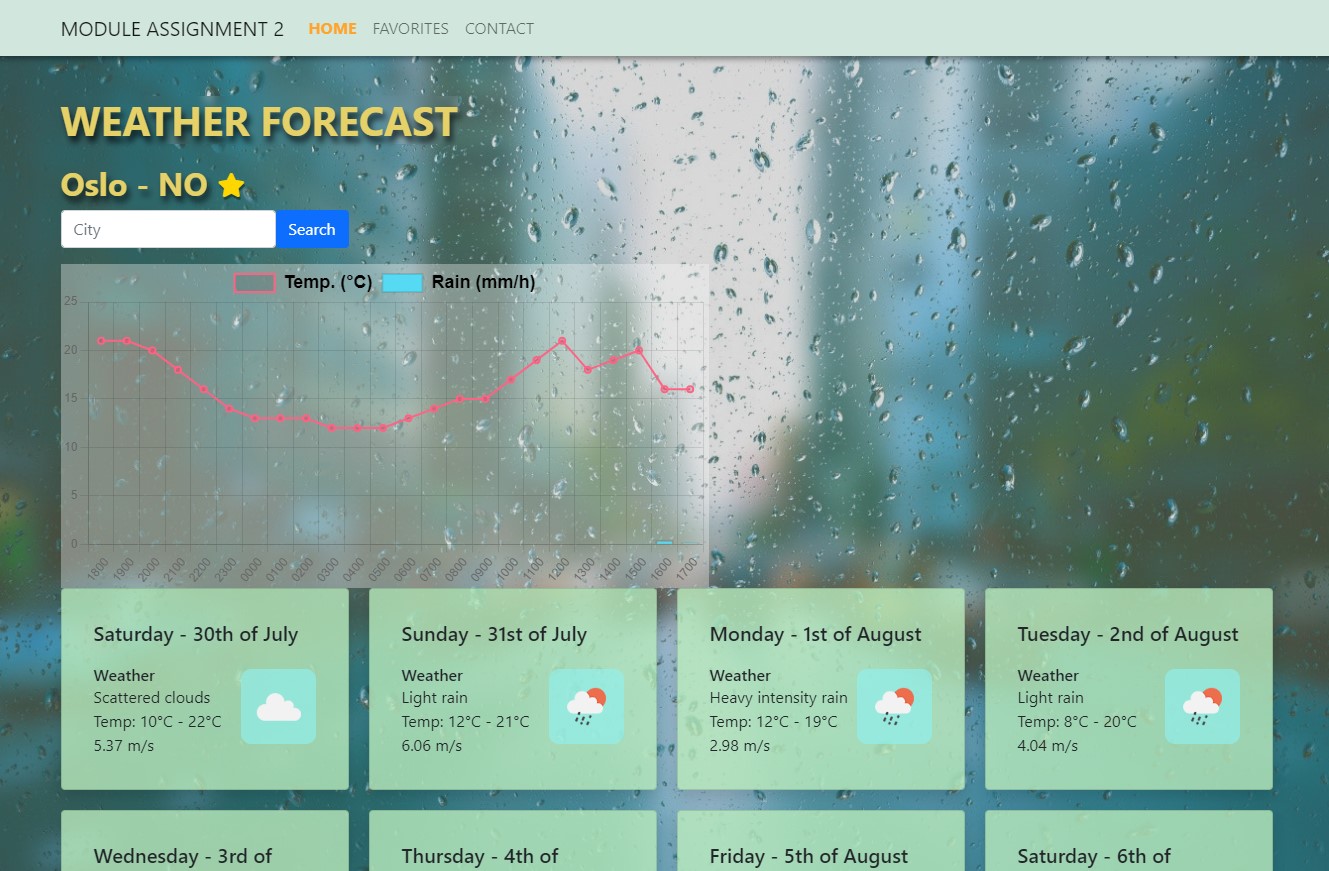 MODULE ASSIGNMENT 2 HOME FAVORITES CONTACT
WEATHER FORECAST
Oslo - NO
City Search
Temp. (°C) Rain (mm/h)
25
20
15
10
5
0
1800 1900 2000 2100 2200 2300 0000 0100 0200 0300 0400 0500 0600 0700 0800 0900 1000 1100 1200 1300 1400 1500 1600 1700
Saturday - 30th of July
Weather
Scattered clouds
Temp: 10°C - 22°C
5.37 m/s
Sunday - 31st of July
Weather
Light rain
Temp: 12°C - 21°C
6.06 m/s
Monday - 1st of August
Weather
Heavy intensity rain
Temp: 12°C - 19°C
2.98 m/s
Tuesday - 2nd of August
Weather
Light rain
Temp: 8°C - 20°C
4.04 m/s
Wednesday - 3rd of
Thursday - 4th of
Friday - 5th of August
Saturday - 6th of